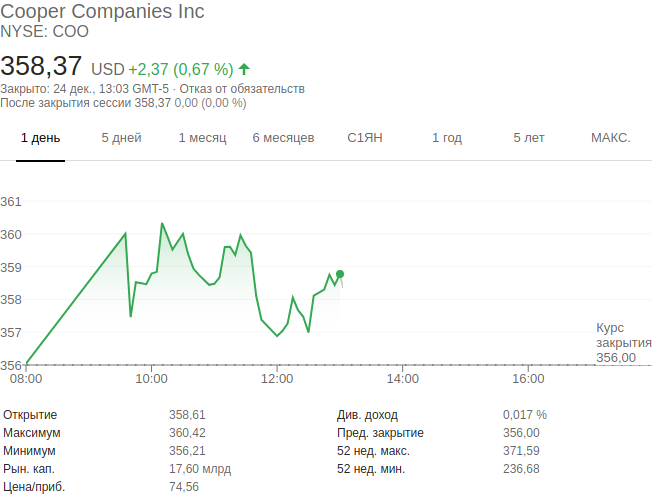 Cooper Companies Inc
NYSE: COO
358,37 USD +2,37 (0,67 %)
Закрыто: 24 дек., 13:03 GMT-5 · Отказ от обязательств
После закрытия сессии 358,37 0,00 (0,00 %)
1 день 5 дней 1 месяц 6 месяцев С1ЯН 1 год 5 лет МАКС.
361
360
359
358
357
356
Курс
закрытия
356,00
08:00 10:00 12:00 14:00 16:00
Открытие 358,61 Див. доход 0,017 %
Максимум 360,42 Пред. закрытие 356,00
Минимум 356,21 52 нед. макс. 371,59
Рын. кап. 17,60 млрд 52 нед. мин. 236,68
Цена/приб. 74,56